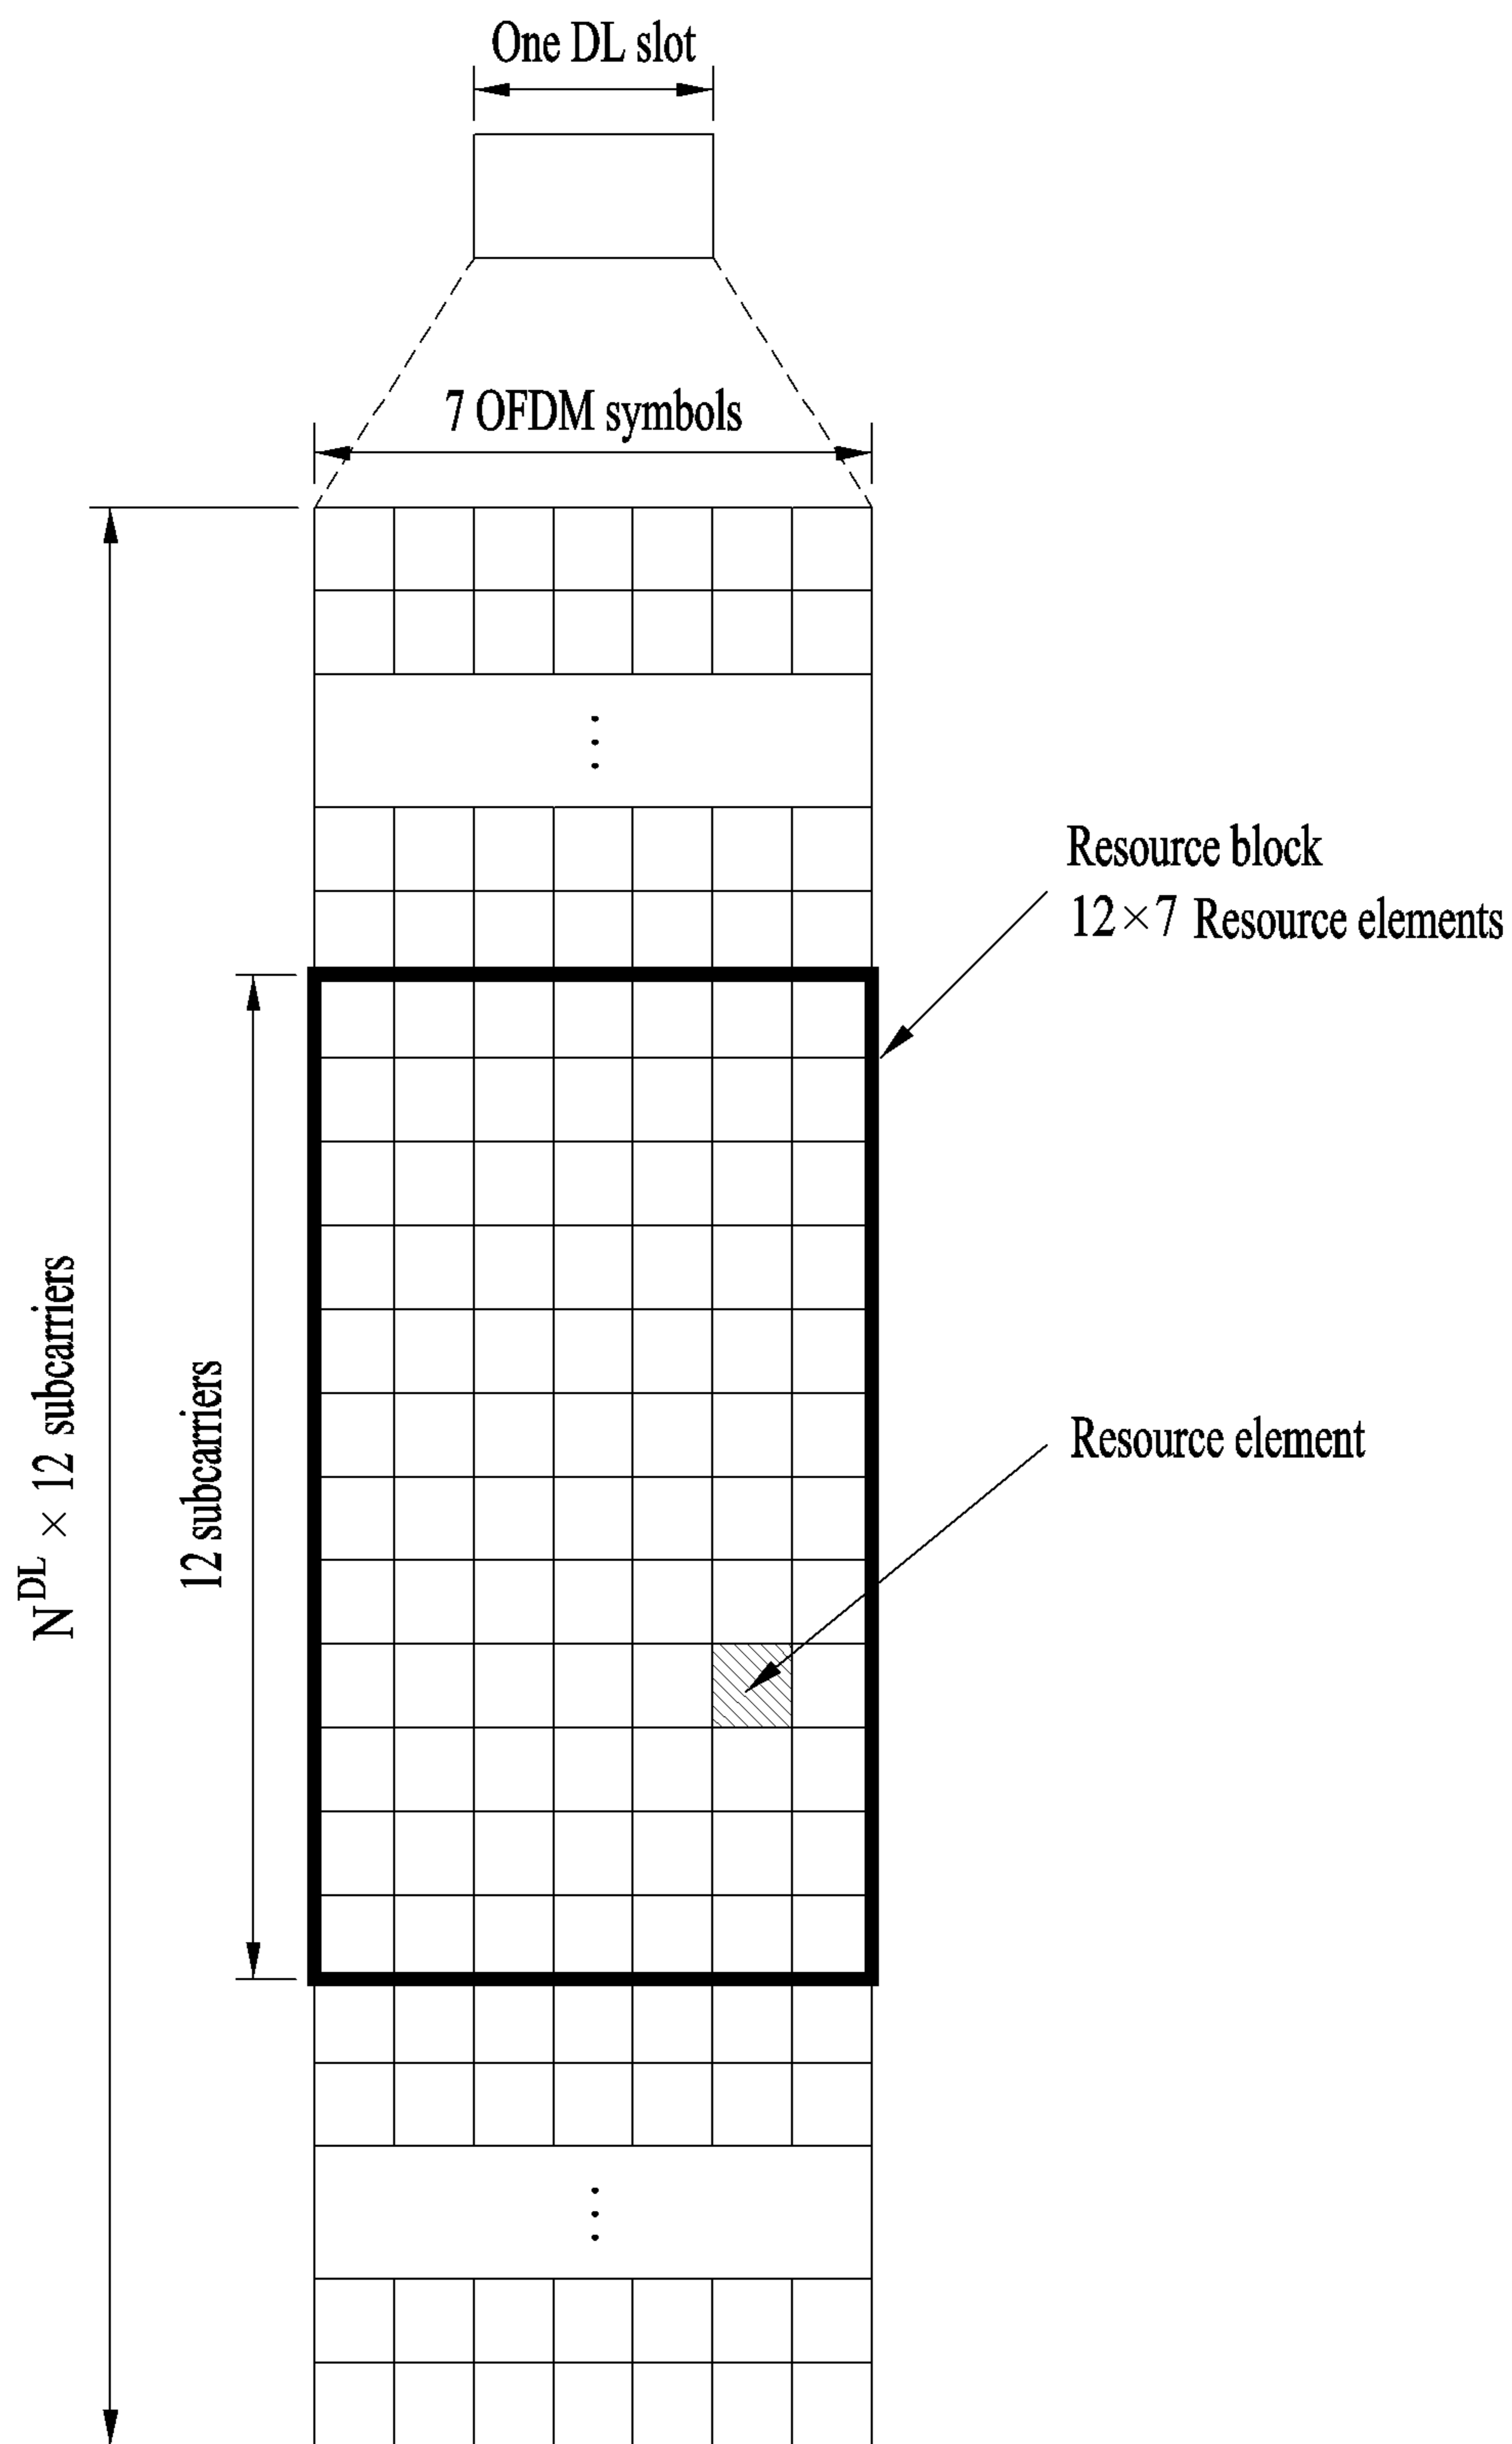 One DL slot
7 OFDM symbols
Resource block
12×7 Resource elements
N^DL × 12 subcarriers
12 subcarriers
Resource element